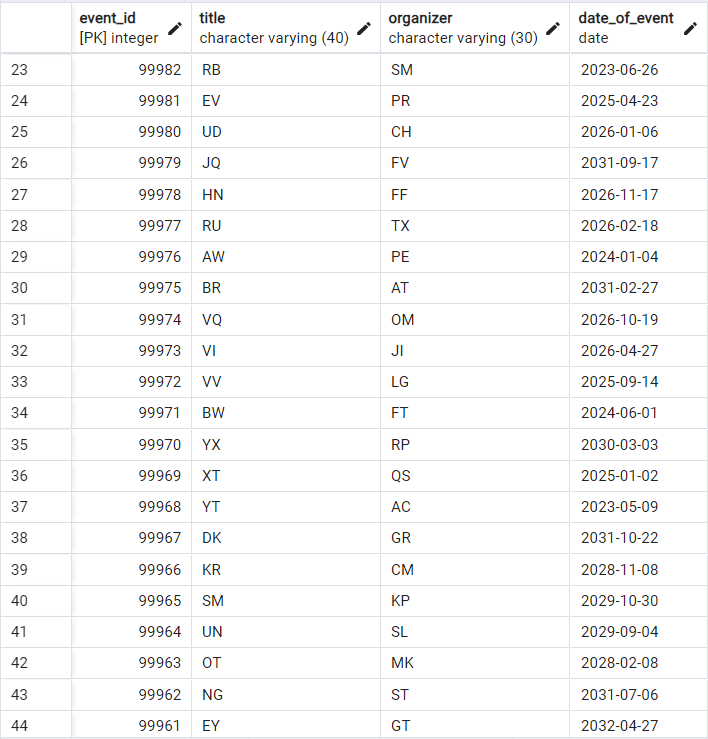 event_id title organizer date_of_event
[PK] integer character varying (40) character varying (30) date
23 99982 RB SM 2023-06-26
24 99981 EV PR 2025-04-23
25 99980 UD CH 2026-01-06
26 99979 JQ FV 2031-09-17
27 99978 HN FF 2026-11-17
28 99977 RU TX 2026-02-18
29 99976 AW PE 2024-01-04
30 99975 BR AT 2031-02-27
31 99974 VQ OM 2026-10-19
32 99973 VI JI 2026-04-27
33 99972 VV LG 2025-09-14
34 99971 BW FT 2024-06-01
35 99970 YX RP 2030-03-03
36 99969 XT QS 2025-01-02
37 99968 YT AC 2023-05-09
38 99967 DK GR 2031-10-22
39 99966 KR CM 2028-11-08
40 99965 SM KP 2029-10-30
41 99964 UN SL 2029-09-04
42 99963 OT MK 2028-02-08
43 99962 NG ST 2031-07-06
44 99961 EY GT 2032-04-27